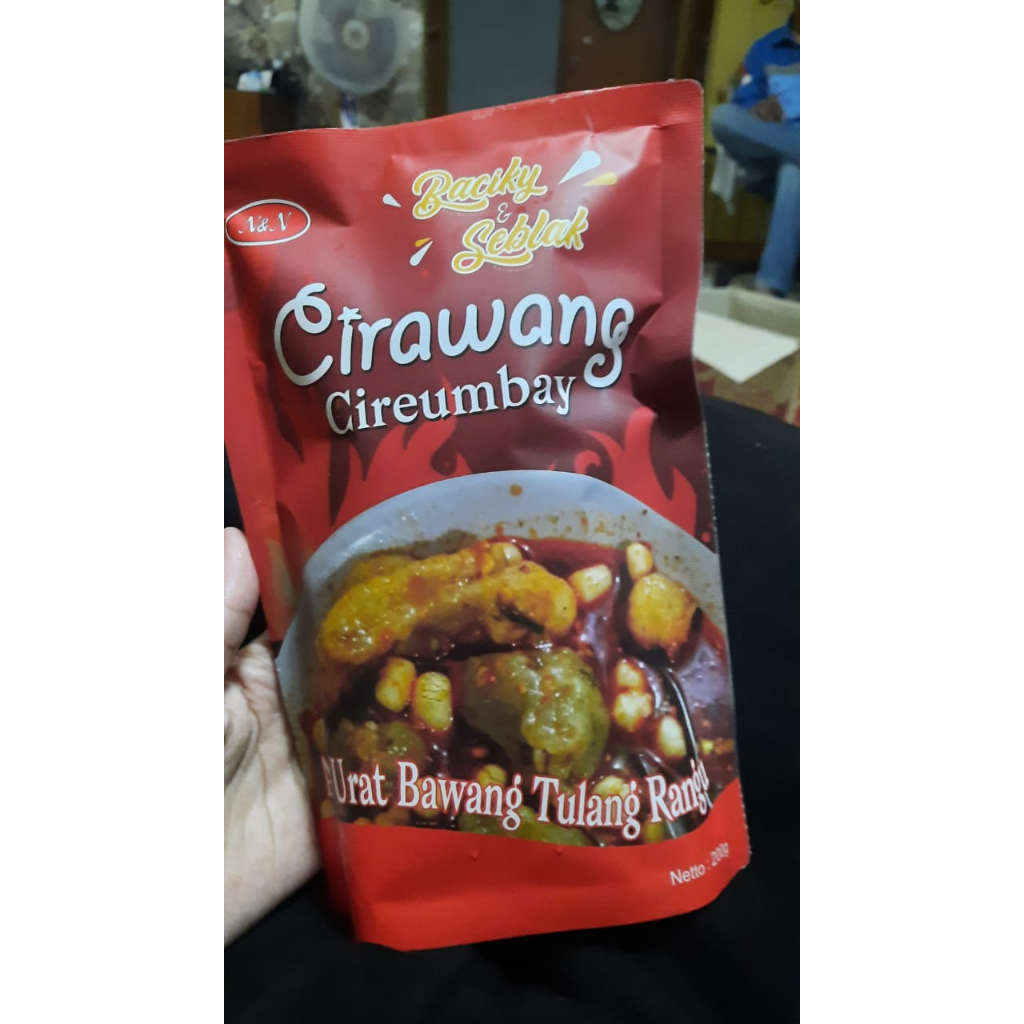 N&N
Baciky
&
Seblak
Cirawang
Cireumbay
Urat Bawang Tulang Rangu
Netto : 200g